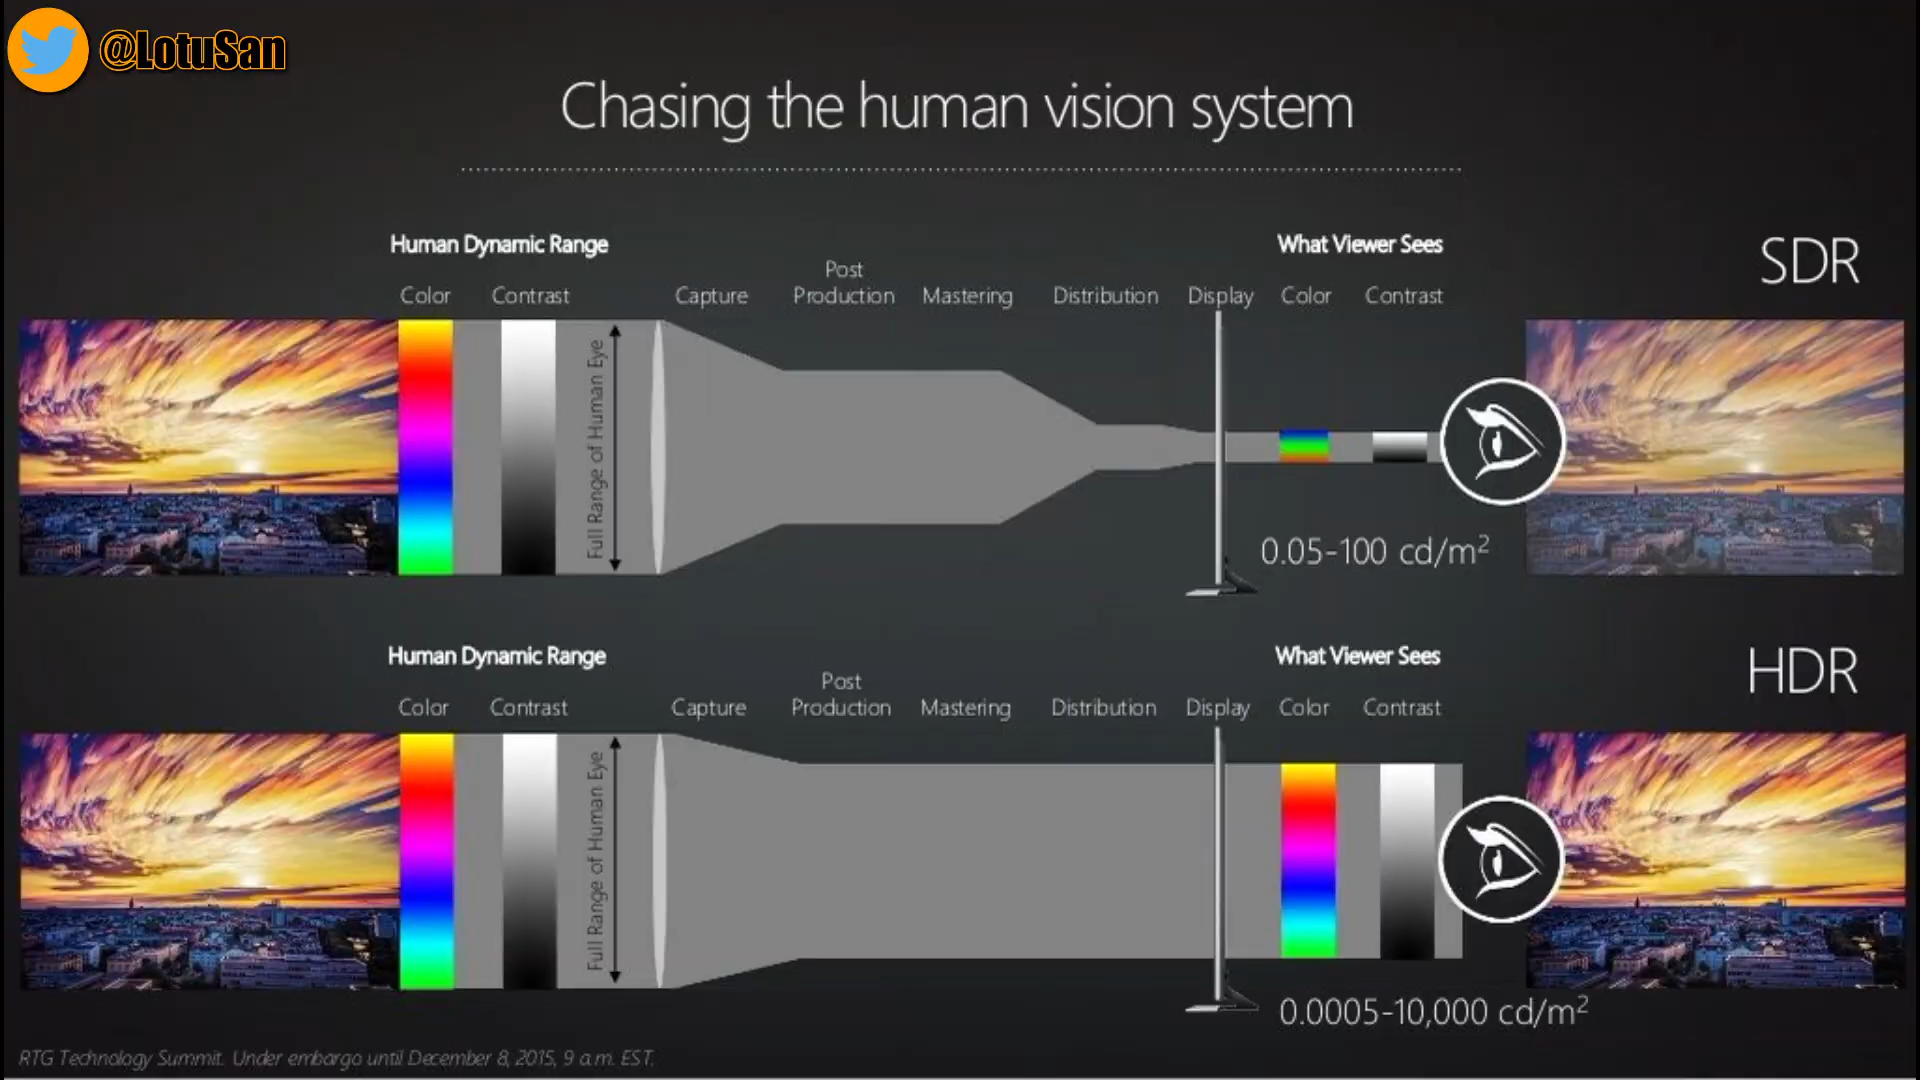 @LotuSan
Chasing the human vision system
SDR
Human Dynamic Range
What Viewer Sees
Color Contrast Capture Post Production Mastering Distribution Display Color Contrast
Full Range of Human Eye
0.05-100 cd/m²
HDR
Human Dynamic Range
What Viewer Sees
Color Contrast Capture Post Production Mastering Distribution Display Color Contrast
Full Range of Human Eye
0.0005-10,000 cd/m²
RTG Technology Summit. Under embargo until December 8, 2015, 9 a.m. EST.